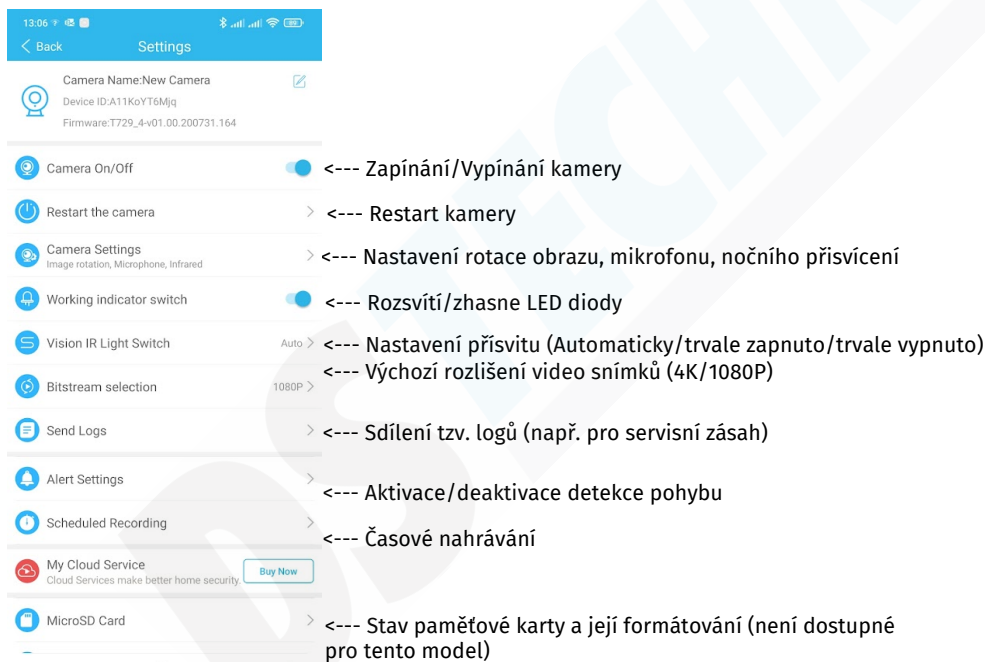 13:06
Back Settings
Camera Name:New Camera
Device ID:A11KoYT6Mjq
Firmware:T729_4-v01.00.200731.164
Camera On/Off <--- Zapínání/Vypínání kamery
Restart the camera <--- Restart kamery
Camera Settings <--- Nastavení rotace obrazu, mikrofonu, nočního přisvícení
Image rotation, Microphone, Infrared
Working indicator switch <--- Rozsvítí/zhasne LED diody
Vision IR Light Switch Auto <--- Nastavení přísvitu (Automaticky/trvale zapnuto/trvale vypnuto)
<--- Výchozí rozlišení video snímků (4K/1080P)
Bitstream selection 1080P
Send Logs <--- Sdílení tzv. logů (např. pro servisní zásah)
Alert Settings
<--- Aktivace/deaktivace detekce pohybu
Scheduled Recording
<--- Časové nahrávání
My Cloud Service
Cloud Services make better home security. Buy Now
MicroSD Card <--- Stav paměťové karty a její formátování (není dostupné
pro tento model)
DSTECHN